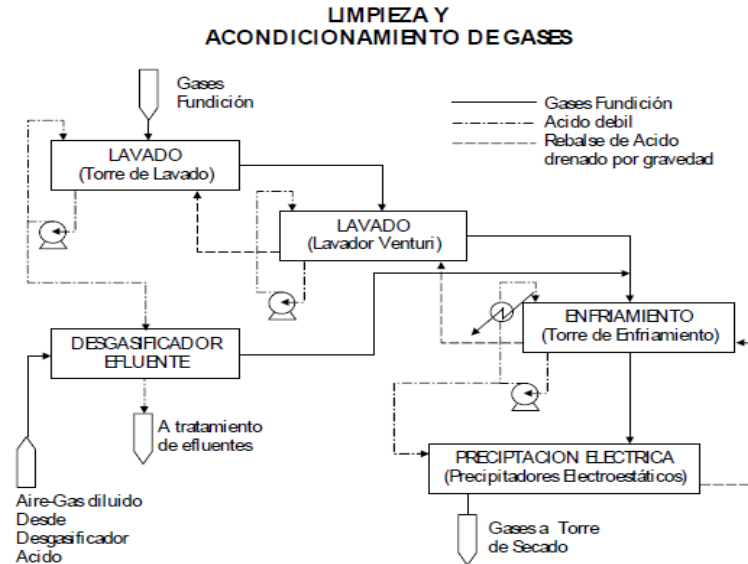 LIMPIEZA Y
ACONDICIONAMIENTO DE GASES
Gases
Fundición
Gases Fundición
Acido debil
Rebalse de Acido
drenado por gravedad
LAVADO
(Torre de Lavado)
LAVADO
(Lavador Venturi)
ENFRIAMIENTO
(Torre de Enfriamiento)
DESGASIFICADOR
EFLUENTE
A tratamiento
de efluentes
PRECIPTACION ELECTRICA
(Precipitadores Electroestáticos)
Aire-Gas diluido
Desde
Desgasificador
Acido
Gases a Torre
de Secado